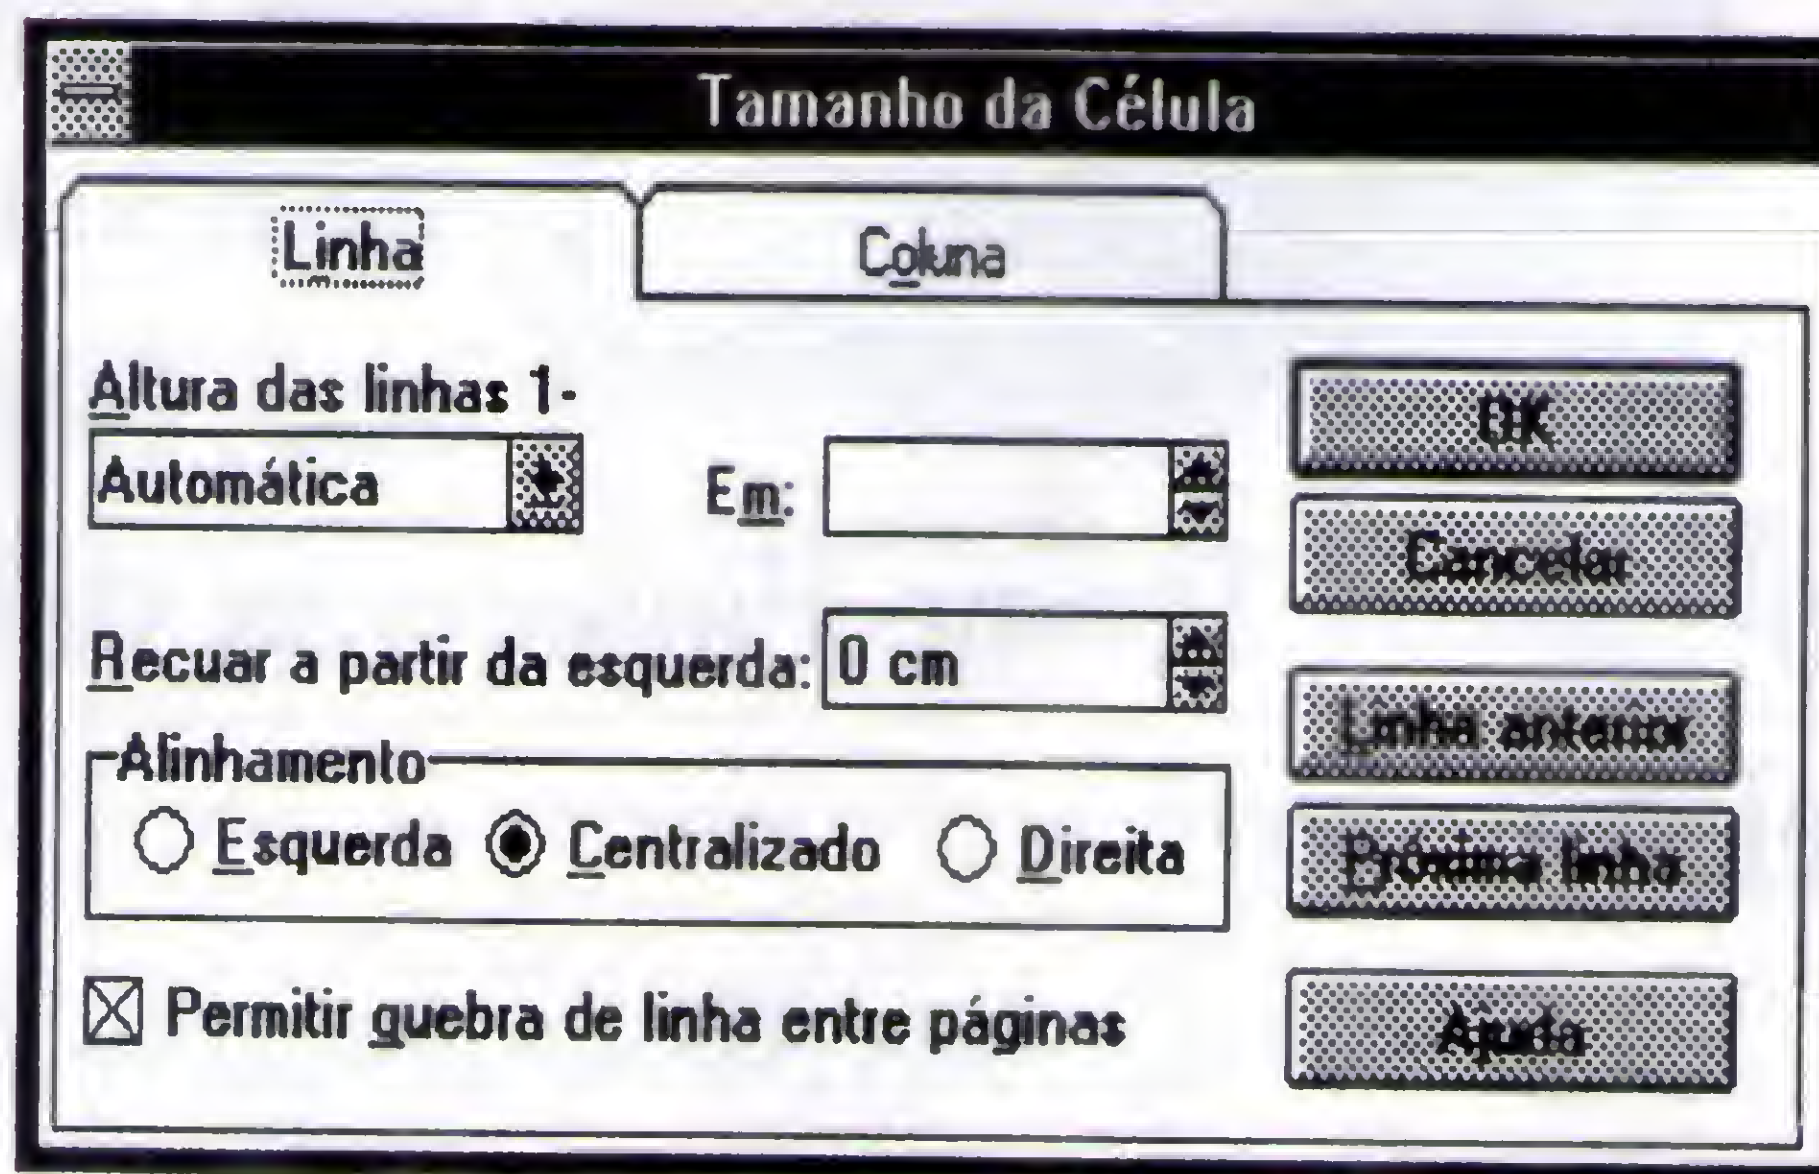 Tamanho da Célula
Linha Coluna
Altura das linhas 1-
Automática Em:
Recuar a partir da esquerda: 0 cm
Alinhamento
Esquerda Centralizado Direita
Permitir quebra de linha entre páginas
OK
Cancelar
Linha anterior
Próxima linha
Ajuda